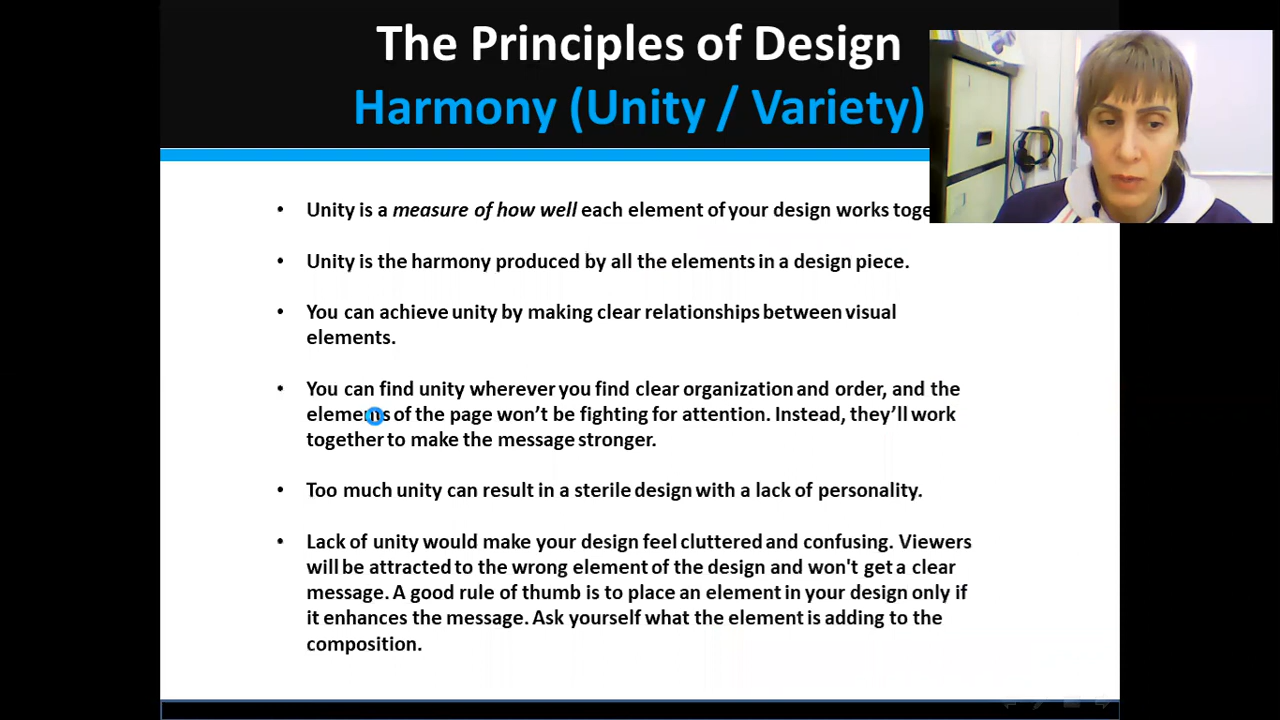 The Principles of Design
Harmony (Unity / Variety)
• Unity is a measure of how well each element of your design works
• Unity is the harmony produced by all the elements in a design piece.
• You can achieve unity by making clear relationships between visual
elements.
• You can find unity wherever you find clear organization and order, and the
elements of the page won’t be fighting for attention. Instead, they’ll work
together to make the message stronger.
• Too much unity can result in a sterile design with a lack of personality.
• Lack of unity would make your design feel cluttered and confusing. Viewers
will be attracted to the wrong element of the design and won't get a clear
message. A good rule of thumb is to place an element in your design only if
it enhances the message. Ask yourself what the element is adding to the
composition.